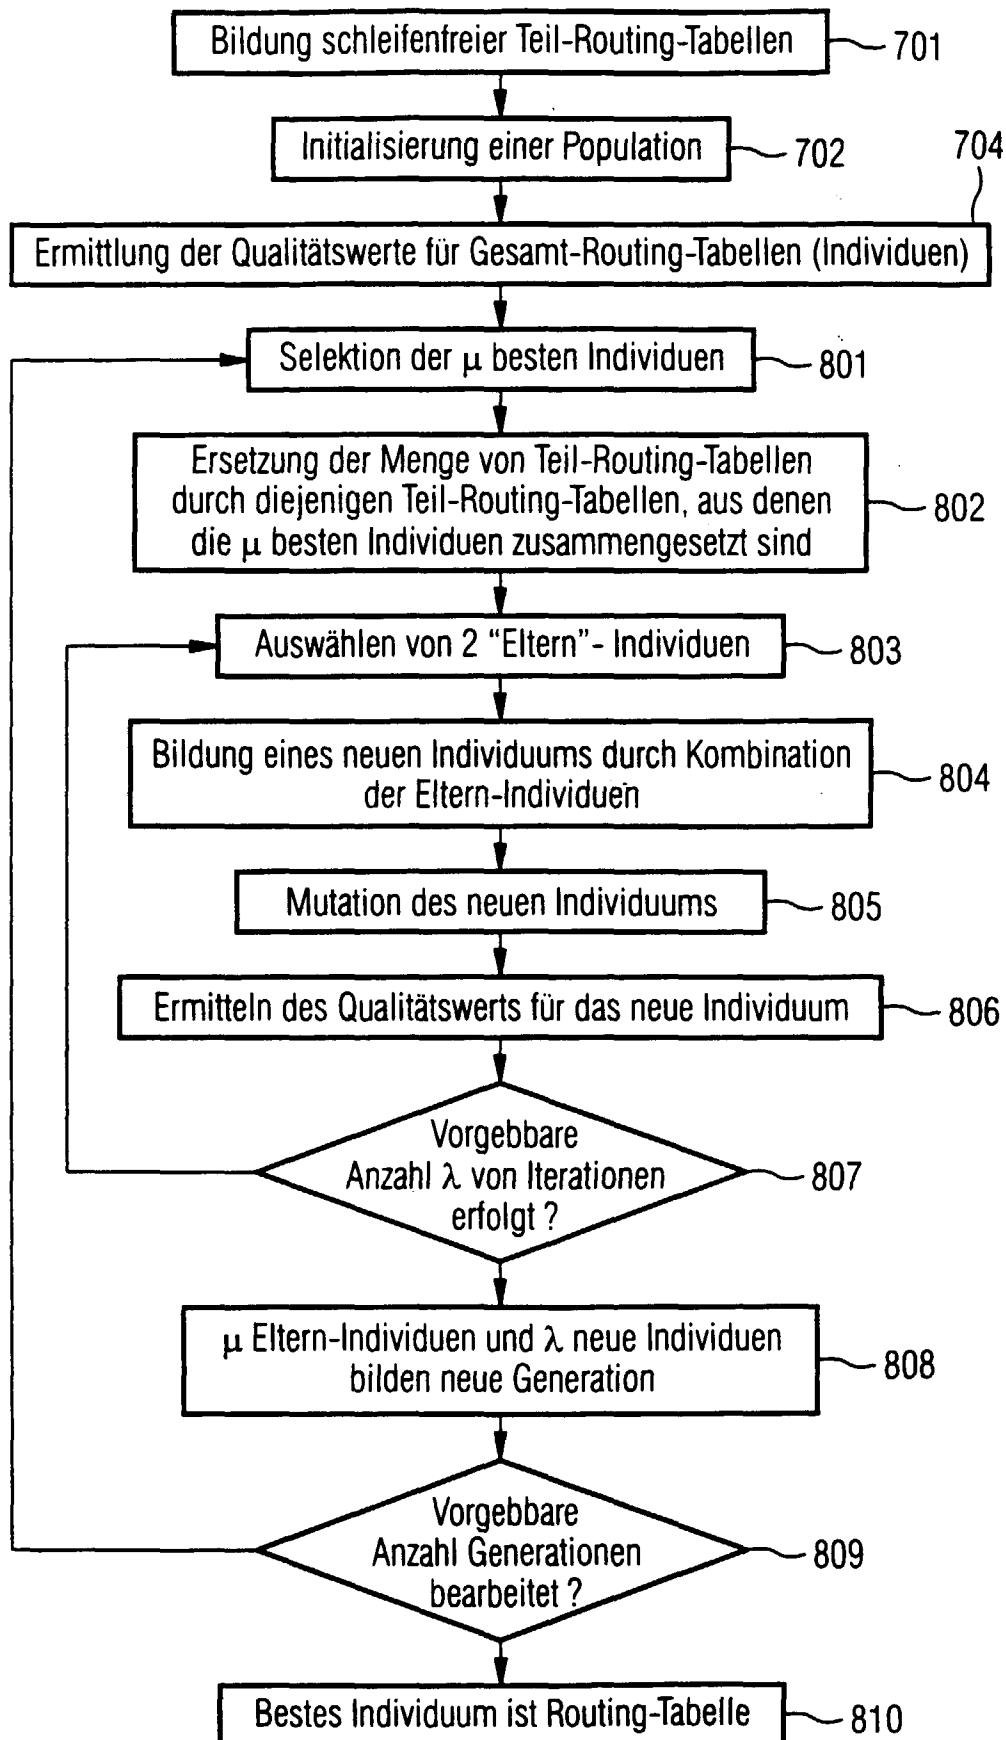 Bildung schleifenfreier Teil-Routing-Tabellen
701
Initialisierung einer Population
702
704
Ermittlung der Qualitätswerte für Gesamt-Routing-Tabellen (Individuen)
Selektion der µ besten Individuen
801
Ersetzung der Menge von Teil-Routing-Tabellen
durch diejenigen Teil-Routing-Tabellen, aus denen
die µ besten Individuen zusammengesetzt sind
802
Auswählen von 2 “Eltern”- Individuen
803
Bildung eines neuen Individuums durch Kombination
der Eltern-Individuen
804
Mutation des neuen Individuums
805
Ermitteln des Qualitätswerts für das neue Individuum
806
Vorgebbare
Anzahl λ von Iterationen
erfolgt ?
807
µ Eltern-Individuen und λ neue Individuen
bilden neue Generation
808
Vorgebbare
Anzahl Generationen
bearbeitet ?
809
Bestes Individuum ist Routing-Tabelle
810